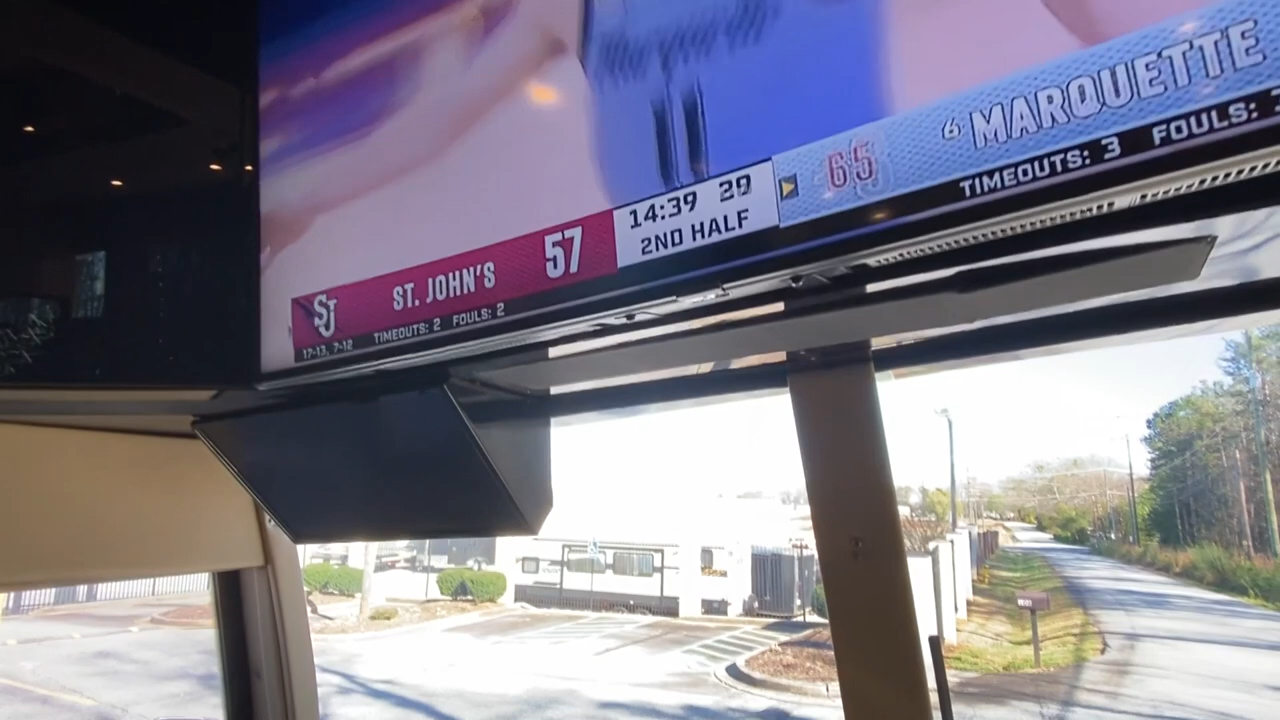 6 MARQUETTE
65
TIMEOUTS: 3 FOULS:
14:39
2ND HALF
57
ST. JOHN'S
SJ
TIMEOUTS: 2 FOULS: 2
17-13, 7-12